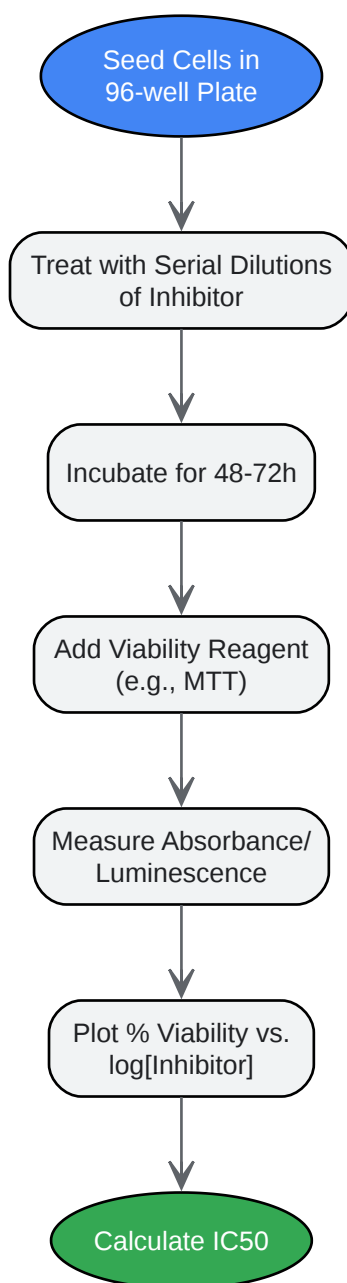 Seed Cells in
96-well Plate
Treat with Serial Dilutions
of Inhibitor
Incubate for 48-72h
Add Viability Reagent
(e.g., MTT)
Measure Absorbance/
Luminescence
Plot % Viability vs.
log[Inhibitor]
Calculate IC50